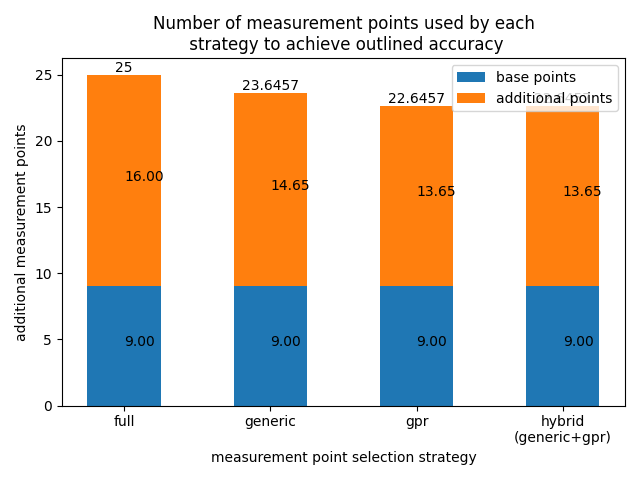 Number of measurement points used by each
strategy to achieve outlined accuracy
additional measurement points
25
20
15
10
5
0
25
23.6457
22.6457
base points
additional points
16.00
14.65
13.65
13.65
9.00
9.00
9.00
9.00
full
generic
gpr
hybrid
(generic+gpr)
measurement point selection strategy